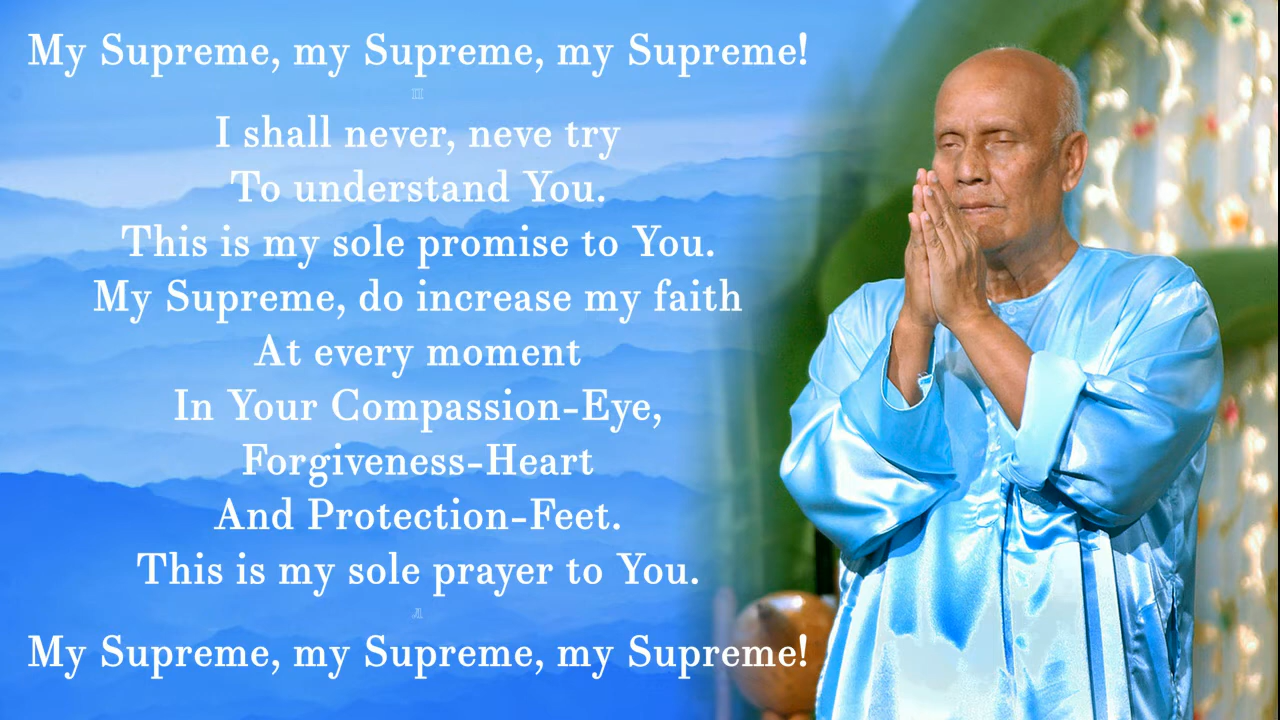 My Supreme, my Supreme, my Supreme!
I shall never, neve try
To understand You.
This is my sole promise to You.
My Supreme, do increase my faith
At every moment
In Your Compassion-Eye,
Forgiveness-Heart
And Protection-Feet.
This is my sole prayer to You.
My Supreme, my Supreme, my Supreme!